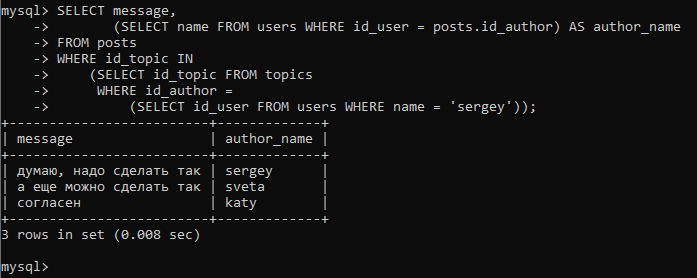 mysql> SELECT message,
    ->        (SELECT name FROM users WHERE id_user = posts.id_author) AS author_name
    -> FROM posts
    -> WHERE id_topic IN
    ->     (SELECT id_topic FROM topics
    ->      WHERE id_author =
    ->          (SELECT id_user FROM users WHERE name = 'sergey'));
+-------------------------+-------------+
| message                 | author_name |
+-------------------------+-------------+
| думаю, надо сделать так | sergey      |
| а еще можно сделать так | sveta       |
| согласен                | katy        |
+-------------------------+-------------+
3 rows in set (0.008 sec)

mysql>